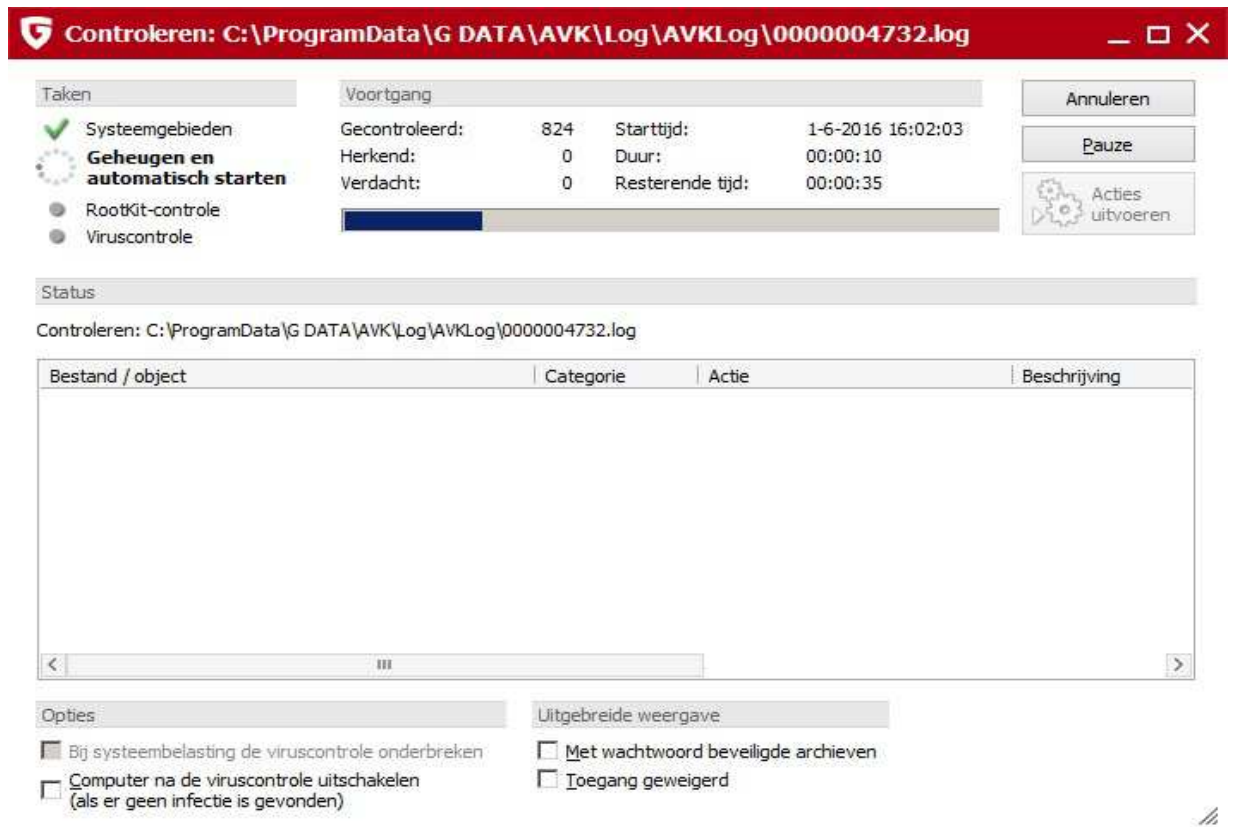 Controleren: C:\ProgramData\G DATA\AVK\Log\AVKLog\0000004732.log
Taken
Systeemgebieden
Geheugen en
automatisch starten
RootKit-controle
Viruscontrole
Voortgang
Gecontroleerd: 824 Starttijd: 1-6-2016 16:02:03
Herkend: 0 Duur: 00:00:10
Verdacht: 0 Resterende tijd: 00:00:35
Annuleren
Pauze
Acties
uitvoeren
Status
Controleren: C:\ProgramData\G DATA\AVK\Log\AVKLog\0000004732.log
Bestand / object Categorie Actie Beschrijving
Opties
Bij systeembelasting de viruscontrole onderbreken
Computer na de viruscontrole uitschakelen
(als er geen infectie is gevonden)
Uitgebreide weergave
Met wachtwoord beveiligde archieven
Toegang geweigerd